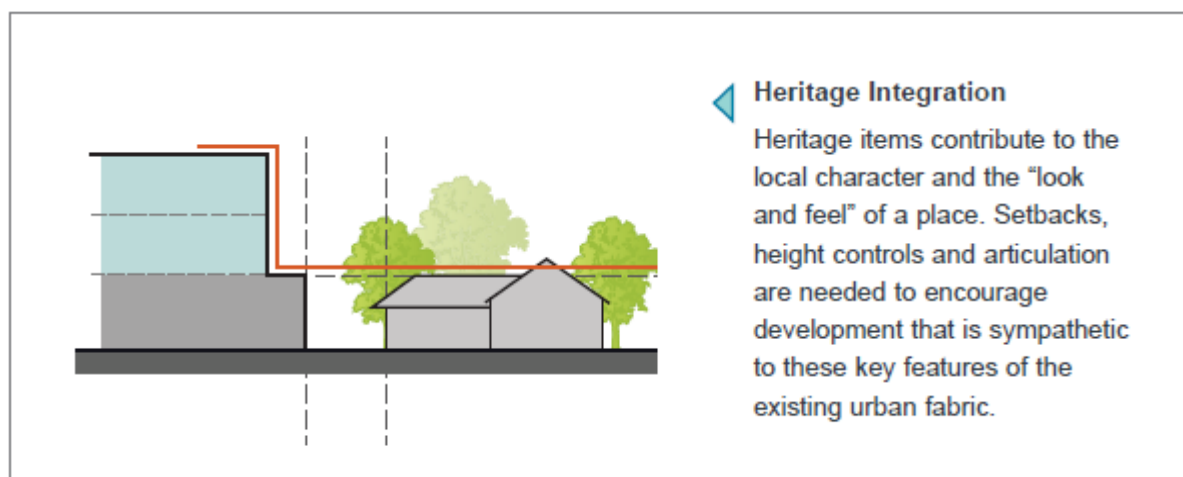 Heritage Integration
Heritage items contribute to the
local character and the “look
and feel” of a place. Setbacks,
height controls and articulation
are needed to encourage
development that is sympathetic
to these key features of the
existing urban fabric.